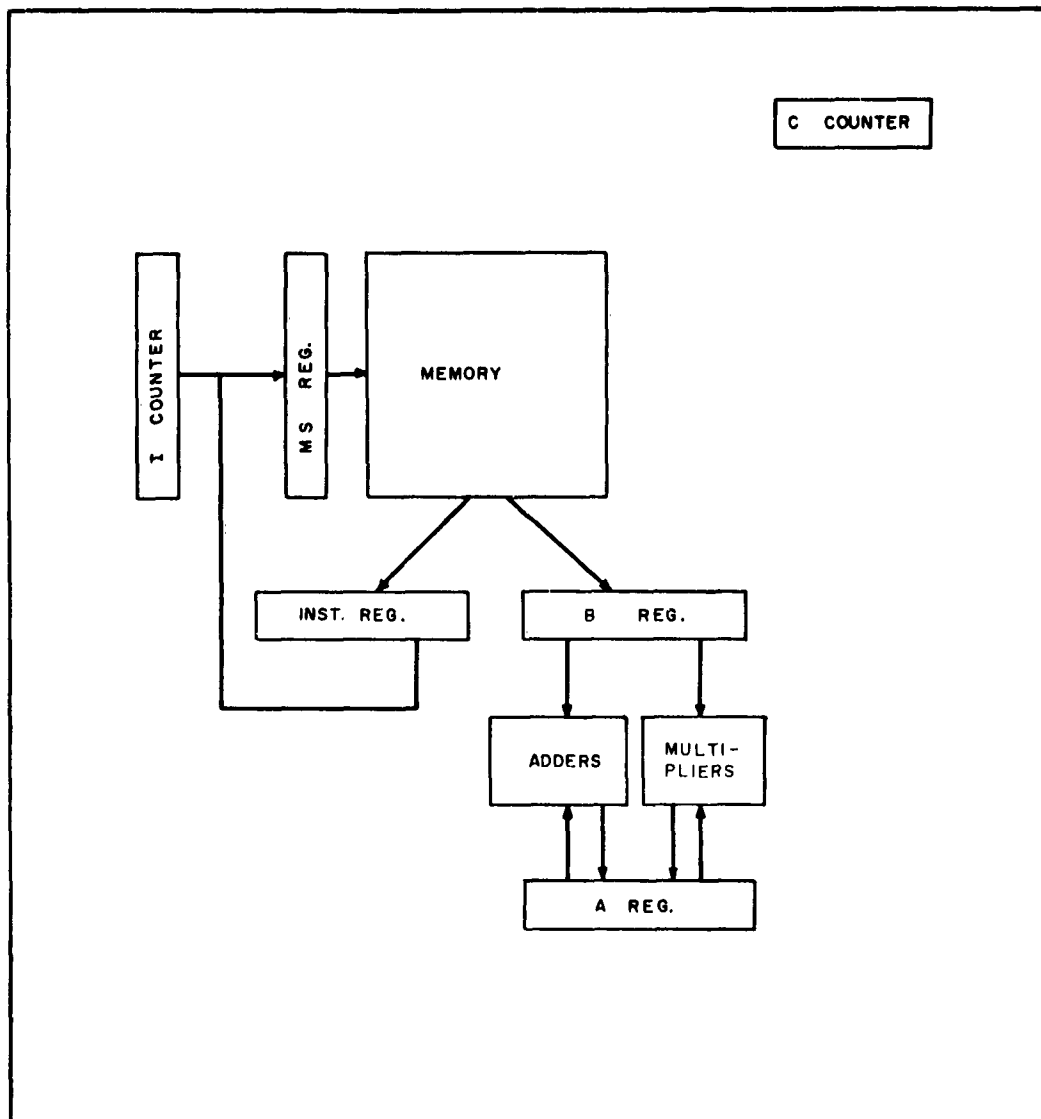 C COUNTER
I COUNTER
MS REG.
MEMORY
INST. REG.
B REG.
ADDERS
MULTI-
PLIERS
A REG.